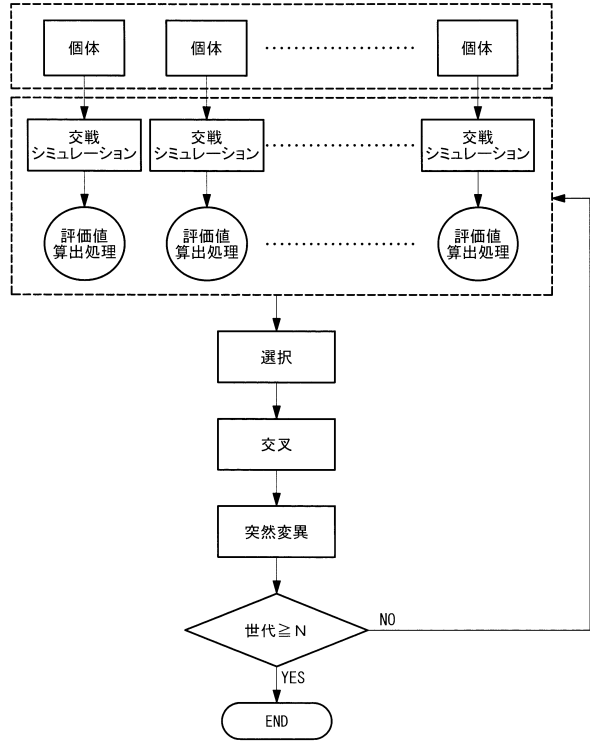 個体
個体
個体
交戦
シミュレーション
交戦
シミュレーション
交戦
シミュレーション
評価値
算出処理
評価値
算出処理
評価値
算出処理
選択
交叉
突然変異
世代≧N
NO
YES
END